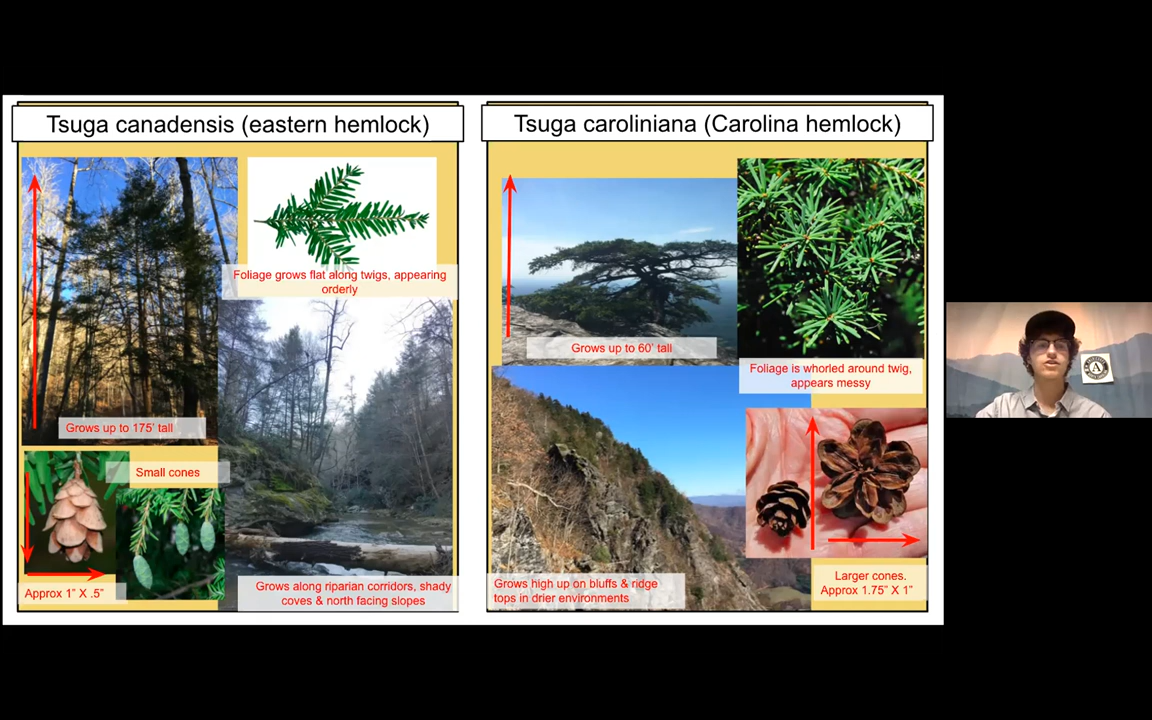 Tsuga canadensis (eastern hemlock)
Foliage grows flat along twigs, appearing
orderly
Grows up to 175' tall
Small cones
Approx 1” X .5”
Grows along riparian corridors, shady
coves & north facing slopes
Tsuga caroliniana (Carolina hemlock)
Grows up to 60’ tall
Foliage is whorled around twig,
appears messy
Grows high up on bluffs & ridge
tops in drier environments
Larger cones.
Approx 1.75” X 1”
A